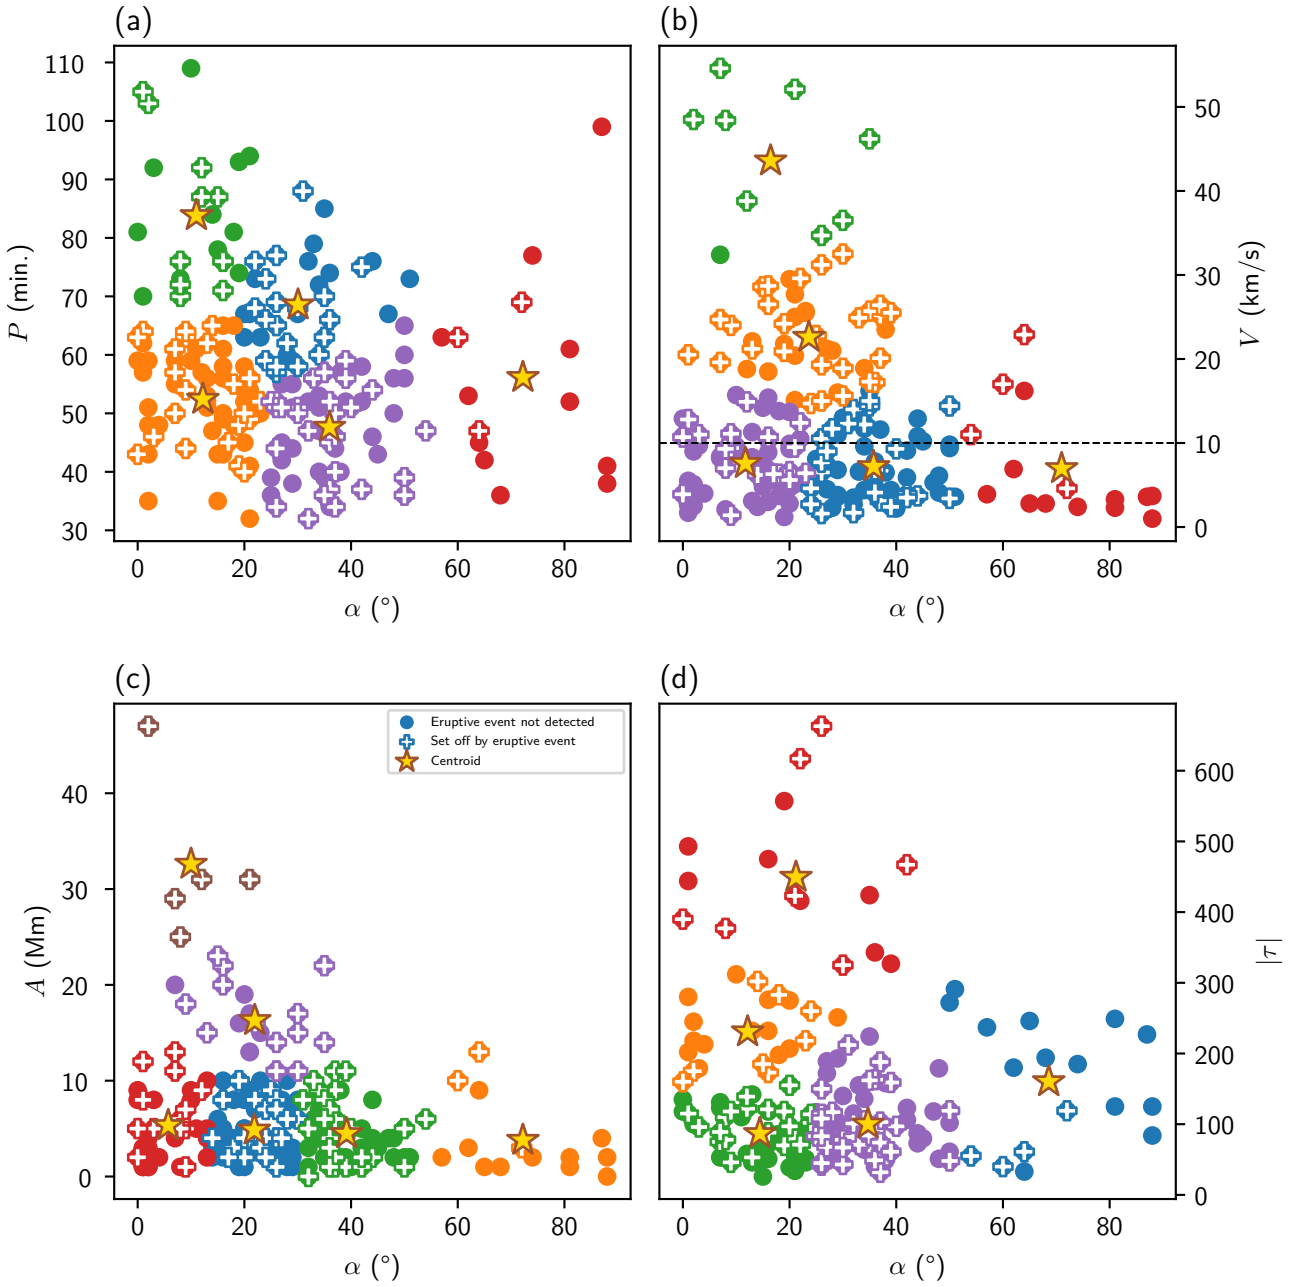 (a)
110
100
90
80
70
60
50
40
30
P (min.)
0 20 40 60 80
α (°)
(b)
50
40
30
20
10
0
V (km/s)
0 20 40 60 80
α (°)
(c)
Eruptive event not detected
Set off by eruptive event
Centroid
40
30
20
10
0
A (Mm)
0 20 40 60 80
α (°)
(d)
600
500
400
300
200
100
0
|τ|
0 20 40 60 80
α (°)